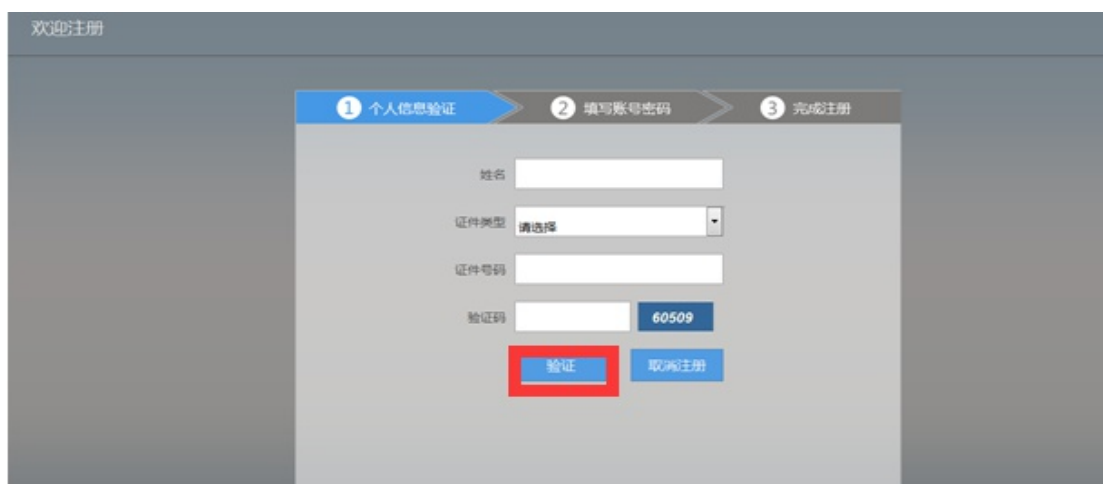 欢迎注册
1 个人信息验证 2 填写账号密码 3 完成注册
姓名
证件类型 请选择
证件号码
验证码 60509
验证 取消注册